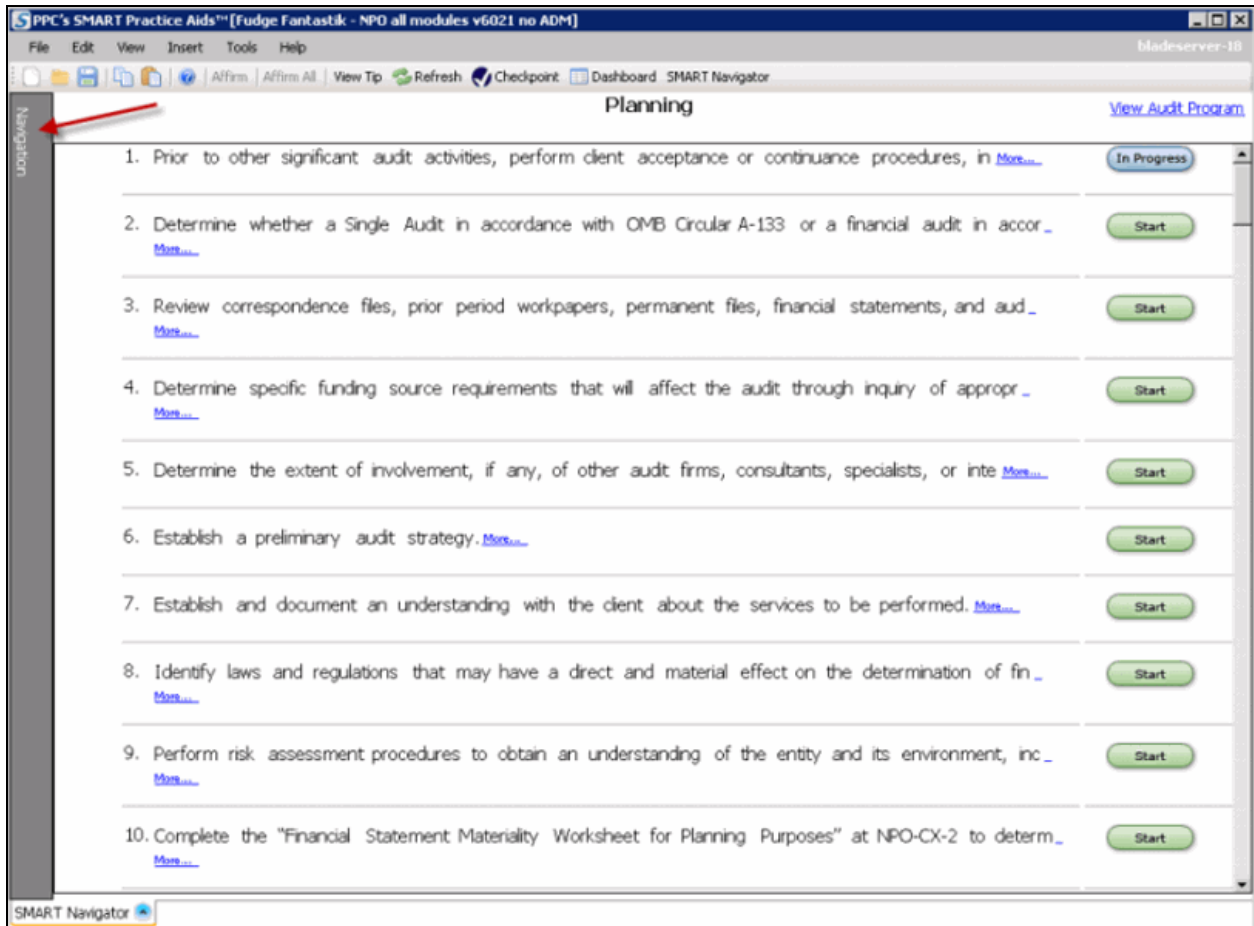 PPC's SMART Practice Aids™ [Fudge Fantastik - NPO all modules v6021 no ADM]
File Edit View Insert Tools Help bladeserver-18
Affirm Affirm All View Tip Refresh Checkpoint Dashboard SMART Navigator
Navigation
Planning View Audit Program
1. Prior to other significant audit activities, perform client acceptance or continuance procedures, in More... In Progress
2. Determine whether a Single Audit in accordance with OMB Circular A-133 or a financial audit in accor Start
More...
3. Review correspondence files, prior period workpapers, permanent files, financial statements, and aud Start
More...
4. Determine specific funding source requirements that will affect the audit through inquiry of appropr Start
More...
5. Determine the extent of involvement, if any, of other audit firms, consultants, specialists, or inte More... Start
6. Establish a preliminary audit strategy. More... Start
7. Establish and document an understanding with the client about the services to be performed. More... Start
8. Identify laws and regulations that may have a direct and material effect on the determination of fin Start
More...
9. Perform risk assessment procedures to obtain an understanding of the entity and its environment, inc Start
More...
10. Complete the "Financial Statement Materiality Worksheet for Planning Purposes" at NPO-CX-2 to determ Start
More...
SMART Navigator